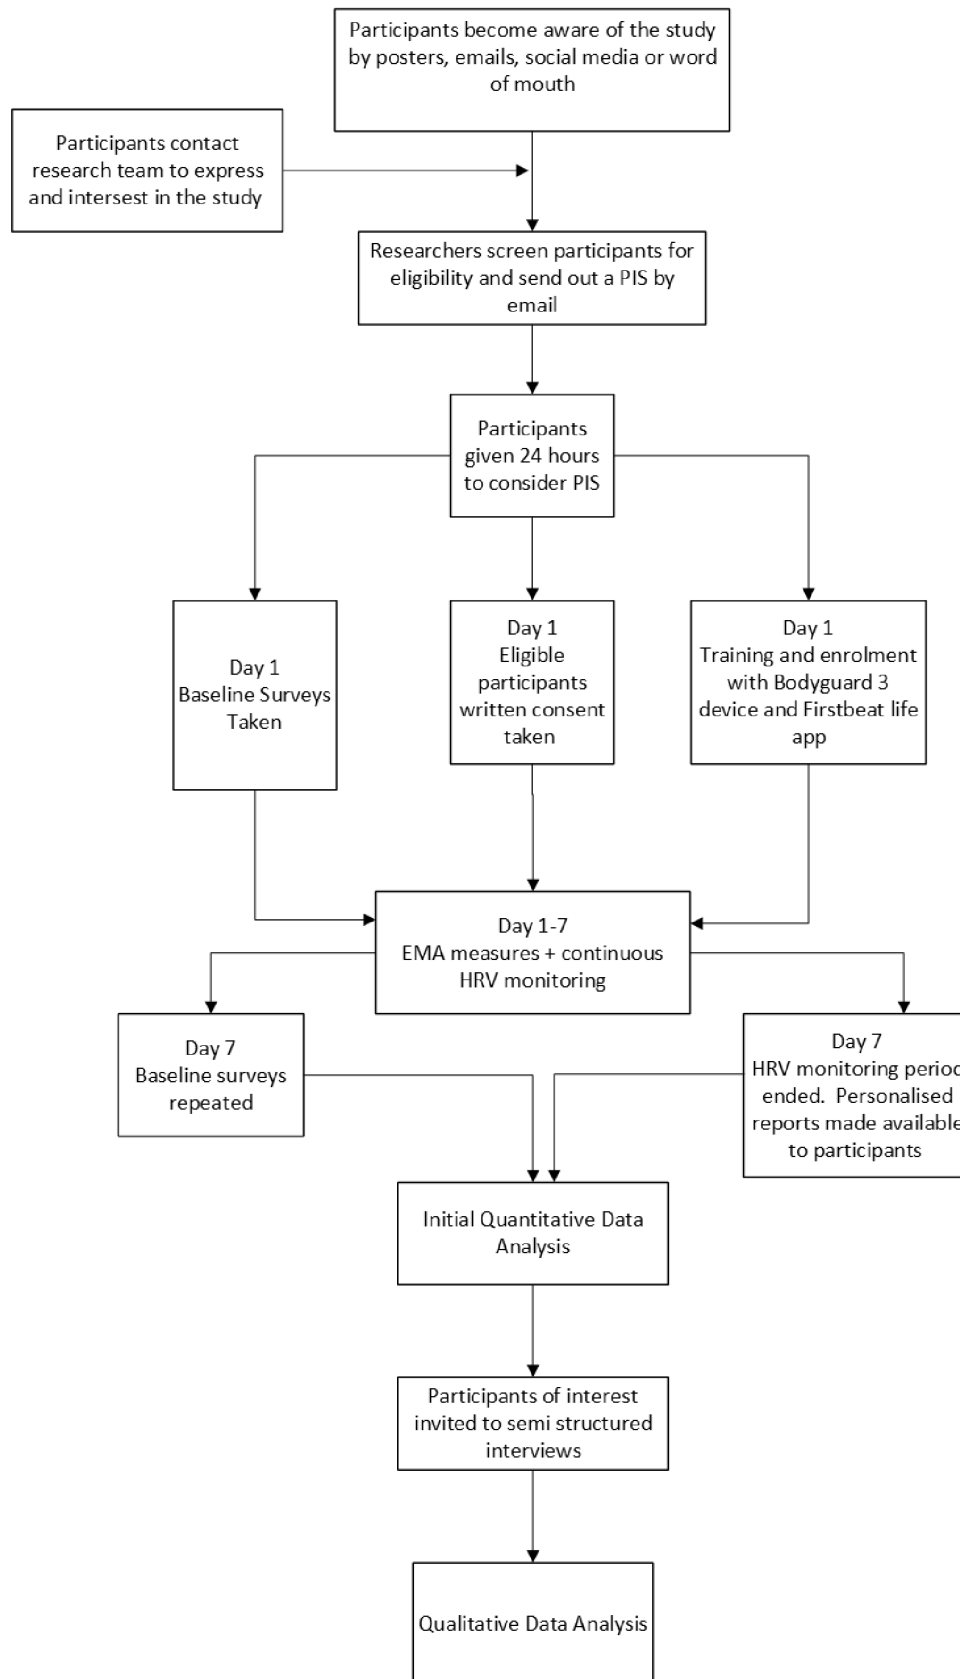 Participants become aware of the study
by posters, emails, social media or word
of mouth
Participants contact
research team to express
and intersest in the study
Researchers screen participants for
eligibility and send out a PIS by
email
Participants
given 24 hours
to consider PIS
Day 1
Baseline Surveys
Taken
Day 1
Eligible
participants
written consent
taken
Day 1
Training and enrolment
with Bodyguard 3
device and Firstbeat life
app
Day 1-7
EMA measures + continuous
HRV monitoring
Day 7
Baseline surveys
repeated
Day 7
HRV monitoring period
ended. Personalised
reports made available
to participants
Initial Quantitative Data
Analysis
Participants of interest
invited to semi structured
interviews
Qualitative Data Analysis